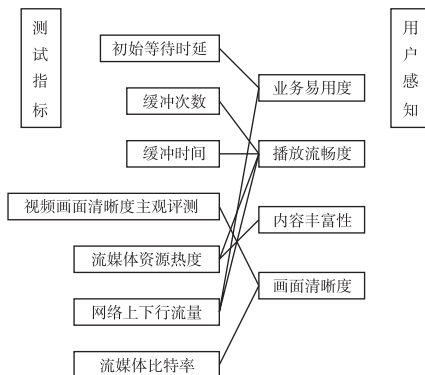 测试指标
用户感知
初始等待时延
业务易用度
缓冲次数
缓冲时间
播放流畅度
视频画面清晰度主观评测
内容丰富性
流媒体资源热度
画面清晰度
网络上下行流量
流媒体比特率